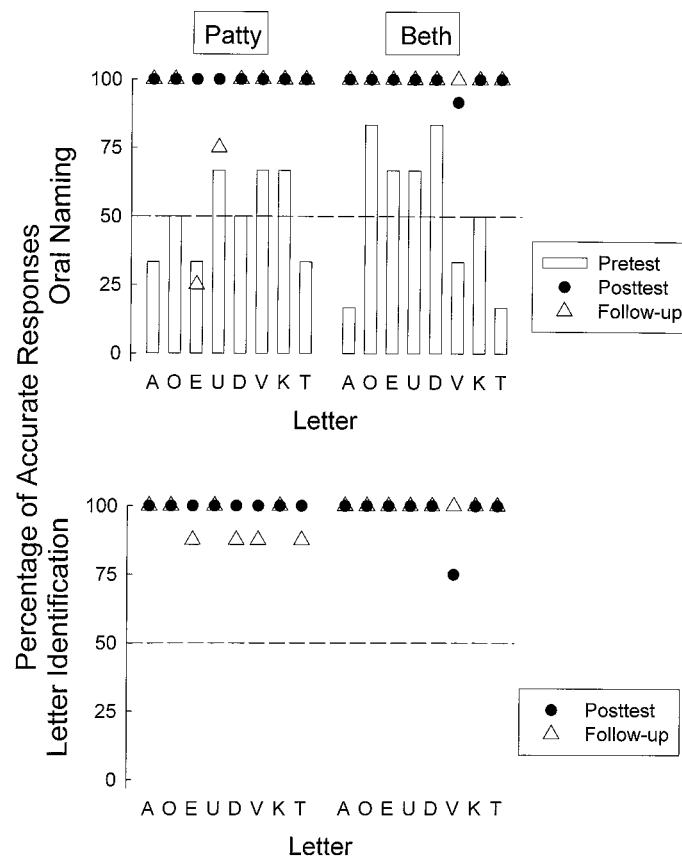 Patty Beth
Percentage of Accurate Responses
Oral Naming
100
75
50
25
0
A O E U D V K T A O E U D V K T
Letter
Pretest
Posttest
Follow-up
Letter Identification
100
75
50
25
0
A O E U D V K T A O E U D V K T
Letter
Posttest
Follow-up